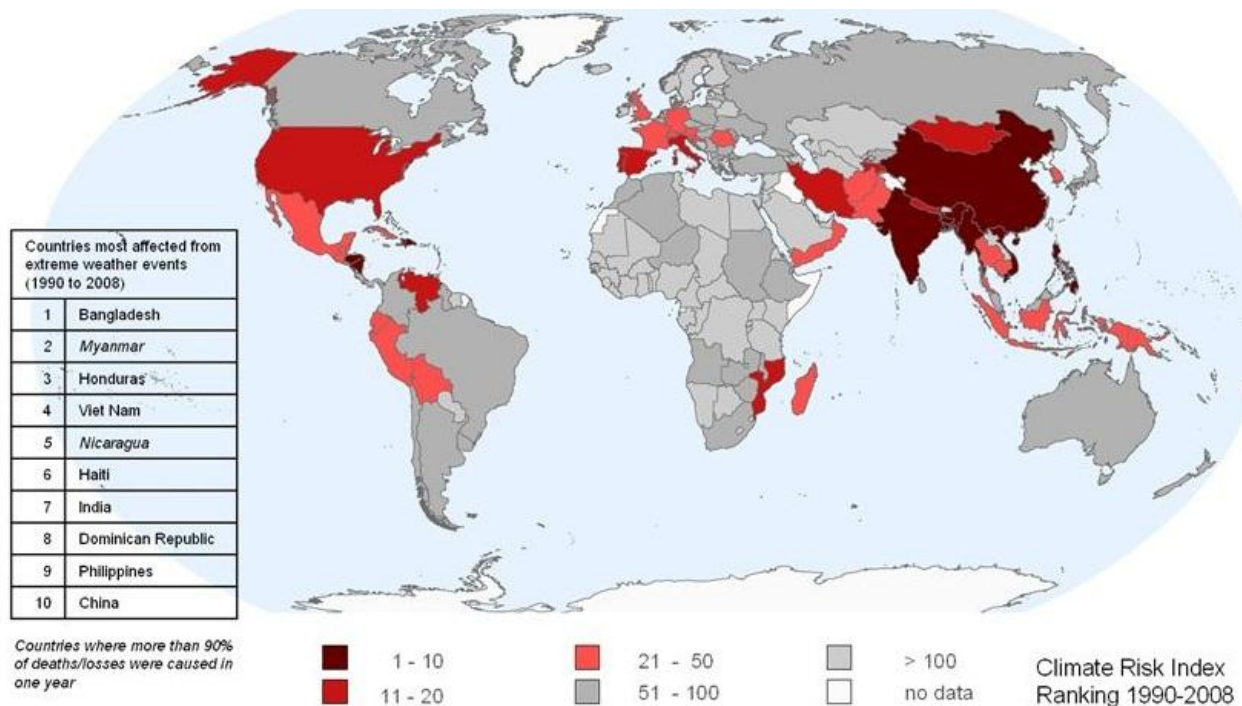 Countries most affected from
extreme weather events
(1990 to 2008)
1 Bangladesh
2 Myanmar
3 Honduras
4 Viet Nam
5 Nicaragua
6 Haiti
7 India
8 Dominican Republic
9 Philippines
10 China
Countries where more than 90%
of deaths/losses were caused in
one year
1 - 10
11 - 20
21 - 50
51 - 100
> 100
no data
Climate Risk Index
Ranking 1990-2008